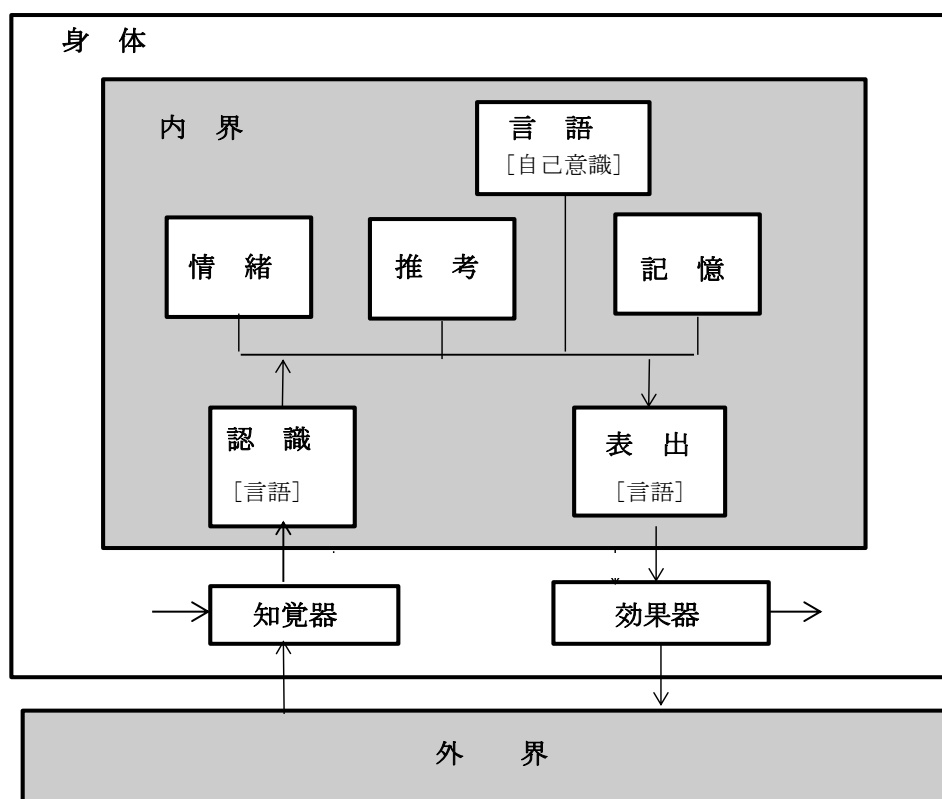 身 体
内 界
言 語
[自己意識]
情 緒
推 考
記 憶
認 識
[言語]
表 出
[言語]
知覚器
効果器
外 界